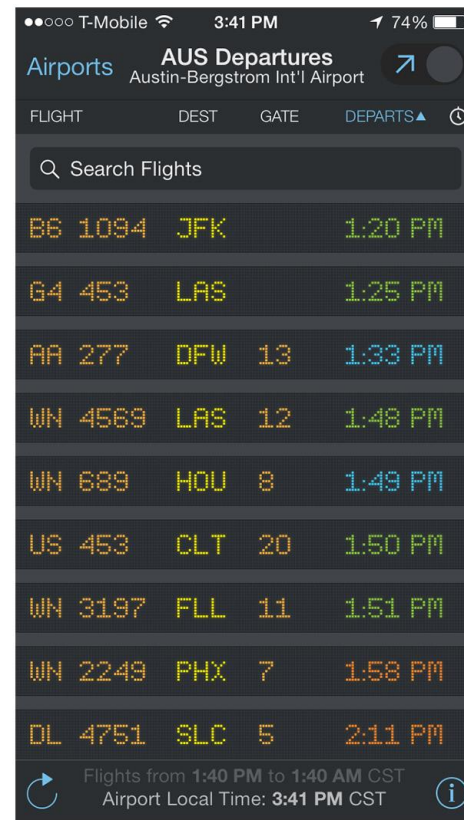 T-Mobile 3:41 PM 74%
Airports AUS Departures
Austin-Bergstrom Int'l Airport
FLIGHT DEST GATE DEPARTS▲
Search Flights
B6 1094 JFK 1:20 PM
G4 453 LAS 1:25 PM
AA 277 DFW 13 1:33 PM
WN 4569 LAS 12 1:48 PM
WN 689 HOU 8 1:49 PM
US 453 CLT 20 1:50 PM
WN 3197 FLL 11 1:51 PM
WN 2249 PHX 7 1:58 PM
DL 4751 SLC 5 2:11 PM
Flights from 1:40 PM to 1:40 AM CST
Airport Local Time: 3:41 PM CST